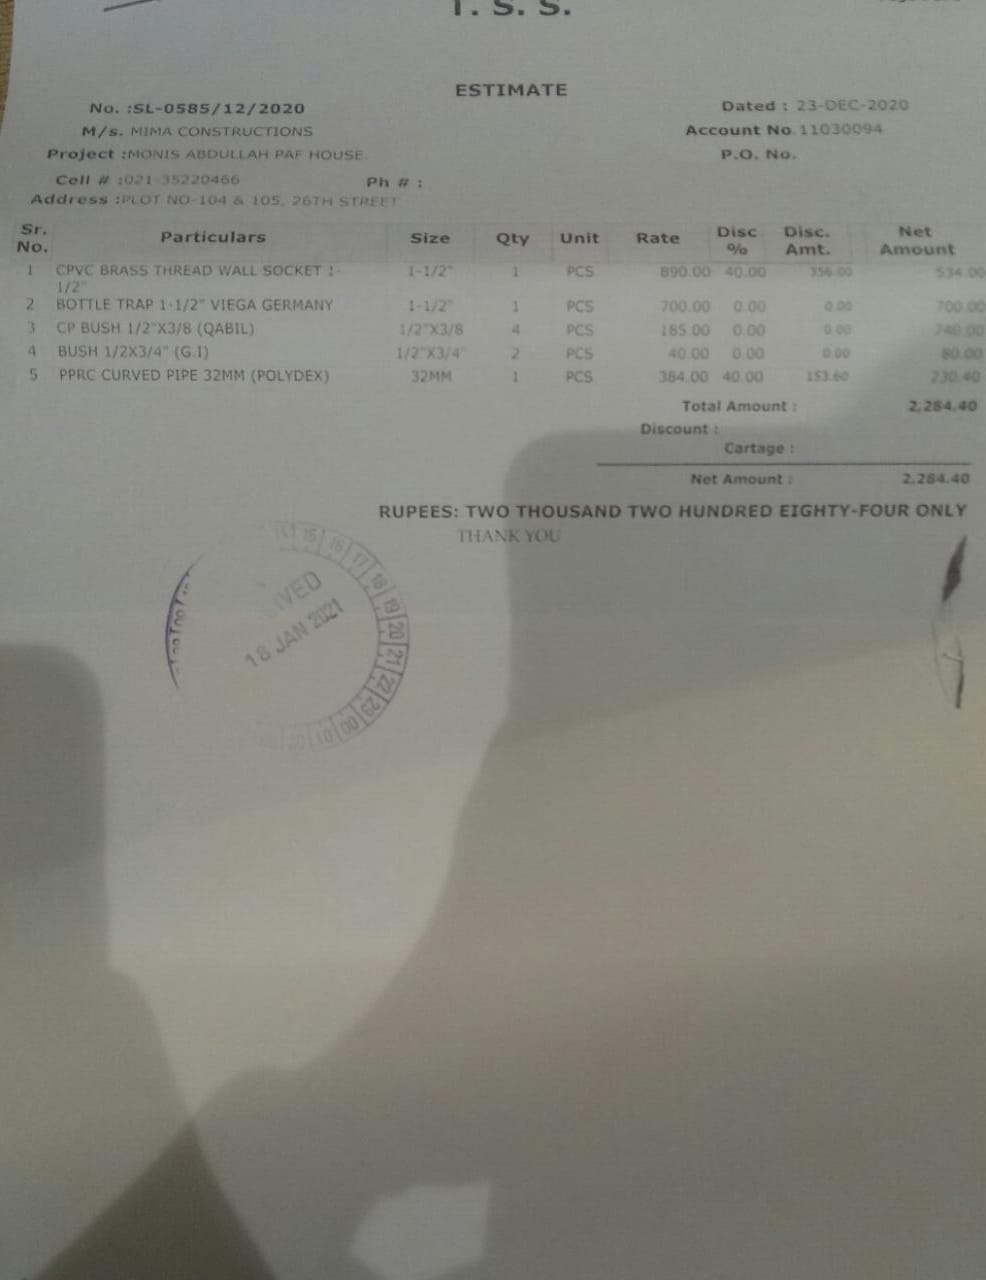 T. S. S.
ESTIMATE
No. :SL-0585/12/2020 Dated : 23-DEC-2020
M/s. MIMA CONSTRUCTIONS Account No. 11030094
Project :MONIS ABDULLAH PAF HOUSE. P.O. No.
Cell # :021-35220466 Ph # :
Address :PLOT NO-104 & 105, 26TH STREET
Sr. No. Particulars Size Qty Unit Rate Disc % Disc. Amt. Net Amount
1 CPVC BRASS THREAD WALL SOCKET 1-1/2" 1-1/2" 1 PCS 890.00 40.00 356.00 534.00
2 BOTTLE TRAP 1-1/2" VIEGA GERMANY 1-1/2" 1 PCS 700.00 0.00 0.00 700.00
3 CP BUSH 1/2"X3/8 (QABIL) 1/2"X3/8 4 PCS 185.00 0.00 0.00 740.00
4 BUSH 1/2X3/4" (G.I) 1/2"X3/4" 2 PCS 40.00 0.00 0.00 80.00
5 PPRC CURVED PIPE 32MM (POLYDEX) 32MM 1 PCS 384.00 40.00 153.60 230.40
Total Amount : 2,284.40
Discount :
Cartage :
Net Amount : 2,284.40
RUPEES: TWO THOUSAND TWO HUNDRED EIGHTY-FOUR ONLY
THANK YOU
15 16 17 18 19 20 21 22 23 00 01
IVED
18 JAN 2021